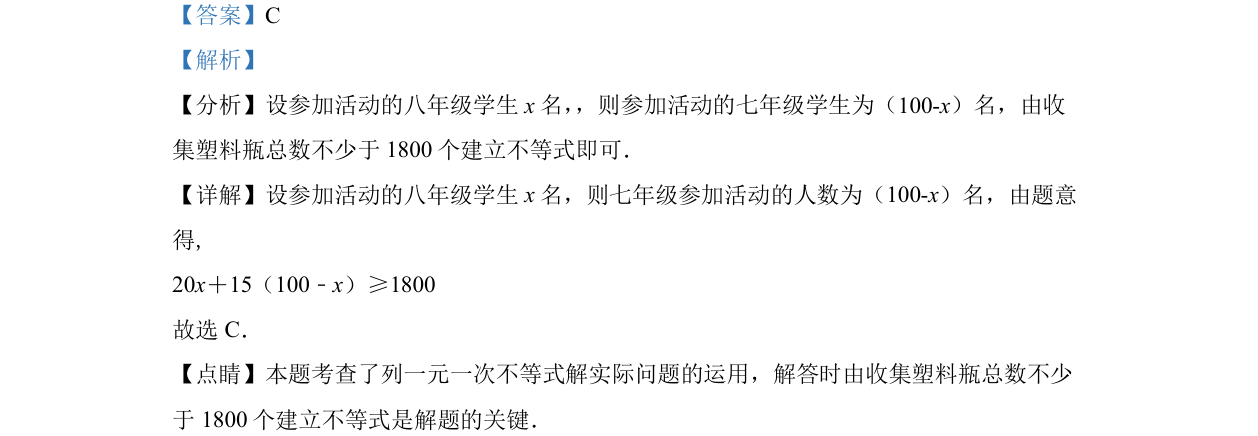 【答案】C
【解析】
【分析】设参加活动的八年级学生 x 名,，则参加活动的七年级学生为（100-x）名，由收
集塑料瓶总数不少于 1800 个建立不等式即可．
【详解】设参加活动的八年级学生 x 名，则七年级参加活动的人数为（100-x）名，由题意
得,
20x＋15（100﹣x）≥1800
故选 C．
【点睛】本题考查了列一元一次不等式解实际问题的运用，解答时由收集塑料瓶总数不少
于 1800 个建立不等式是解题的关键．